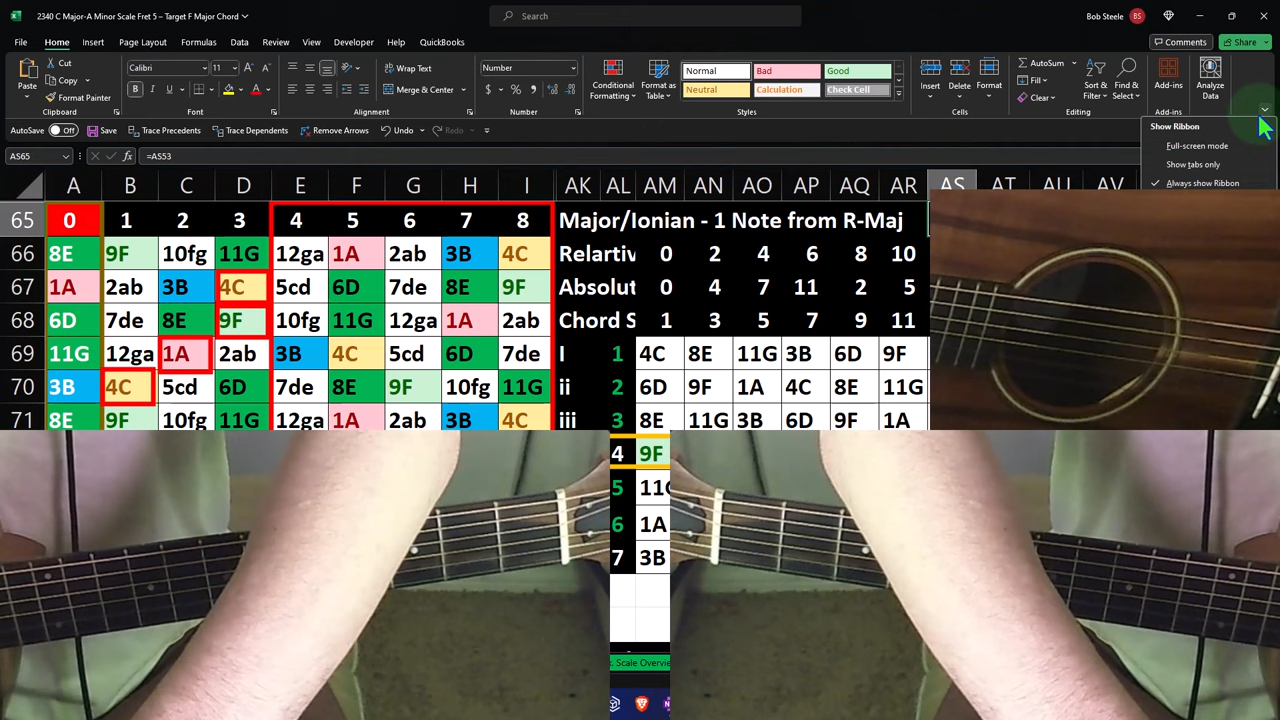 2340 C Major-A Minor Scale Fret 5 – Target F Major Chord
Search
Bob Steele
BS
File Home Insert Page Layout Formulas Data Review View Developer Help QuickBooks
Comments
Share
Paste
Cut
Copy
Format Painter
Clipboard
Calibri
11
Font
Wrap Text
Merge & Center
Alignment
Number
Number
Conditional Formatting
Format as Table
Normal Bad Good
Neutral Calculation Check Cell
Styles
Insert Delete Format
Cells
AutoSum
Fill
Clear
Sort & Filter
Find & Select
Editing
Add-ins
Add-ins
Analyze Data
AutoSave Off Save Trace Precedents Trace Dependents Remove Arrows Undo Redo
Show Ribbon
Full-screen mode
Show tabs only
Always show Ribbon
AS65
fx
=AS53
A B C D E F G H I AK AL AM AN AO AP AQ AR AS AT AU AV
65 0 1 2 3 4 5 6 7 8 Major/Ionian - 1 Note from R-Maj
66 8E 9F 10fg 11G 12ga 1A 2ab 3B 4C Relartiv 0 2 4 6 8 10
67 1A 2ab 3B 4C 5cd 6D 7de 8E 9F Absolut 0 4 7 11 2 5
68 6D 7de 8E 9F 10fg 11G 12ga 1A 2ab Chord S 1 3 5 7 9 11
69 11G 12ga 1A 2ab 3B 4C 5cd 6D 7de I 1 4C 8E 11G 3B 6D 9F
70 3B 4C 5cd 6D 7de 8E 9F 10fg 11G ii 2 6D 9F 1A 4C 8E 11G
71 8E 9F 10fg 11G 12ga 1A 2ab 3B 4C iii 3 8E 11G 3B 6D 9F 1A
4 9F
5 11G
6 1A
7 3B
. Scale Overvie